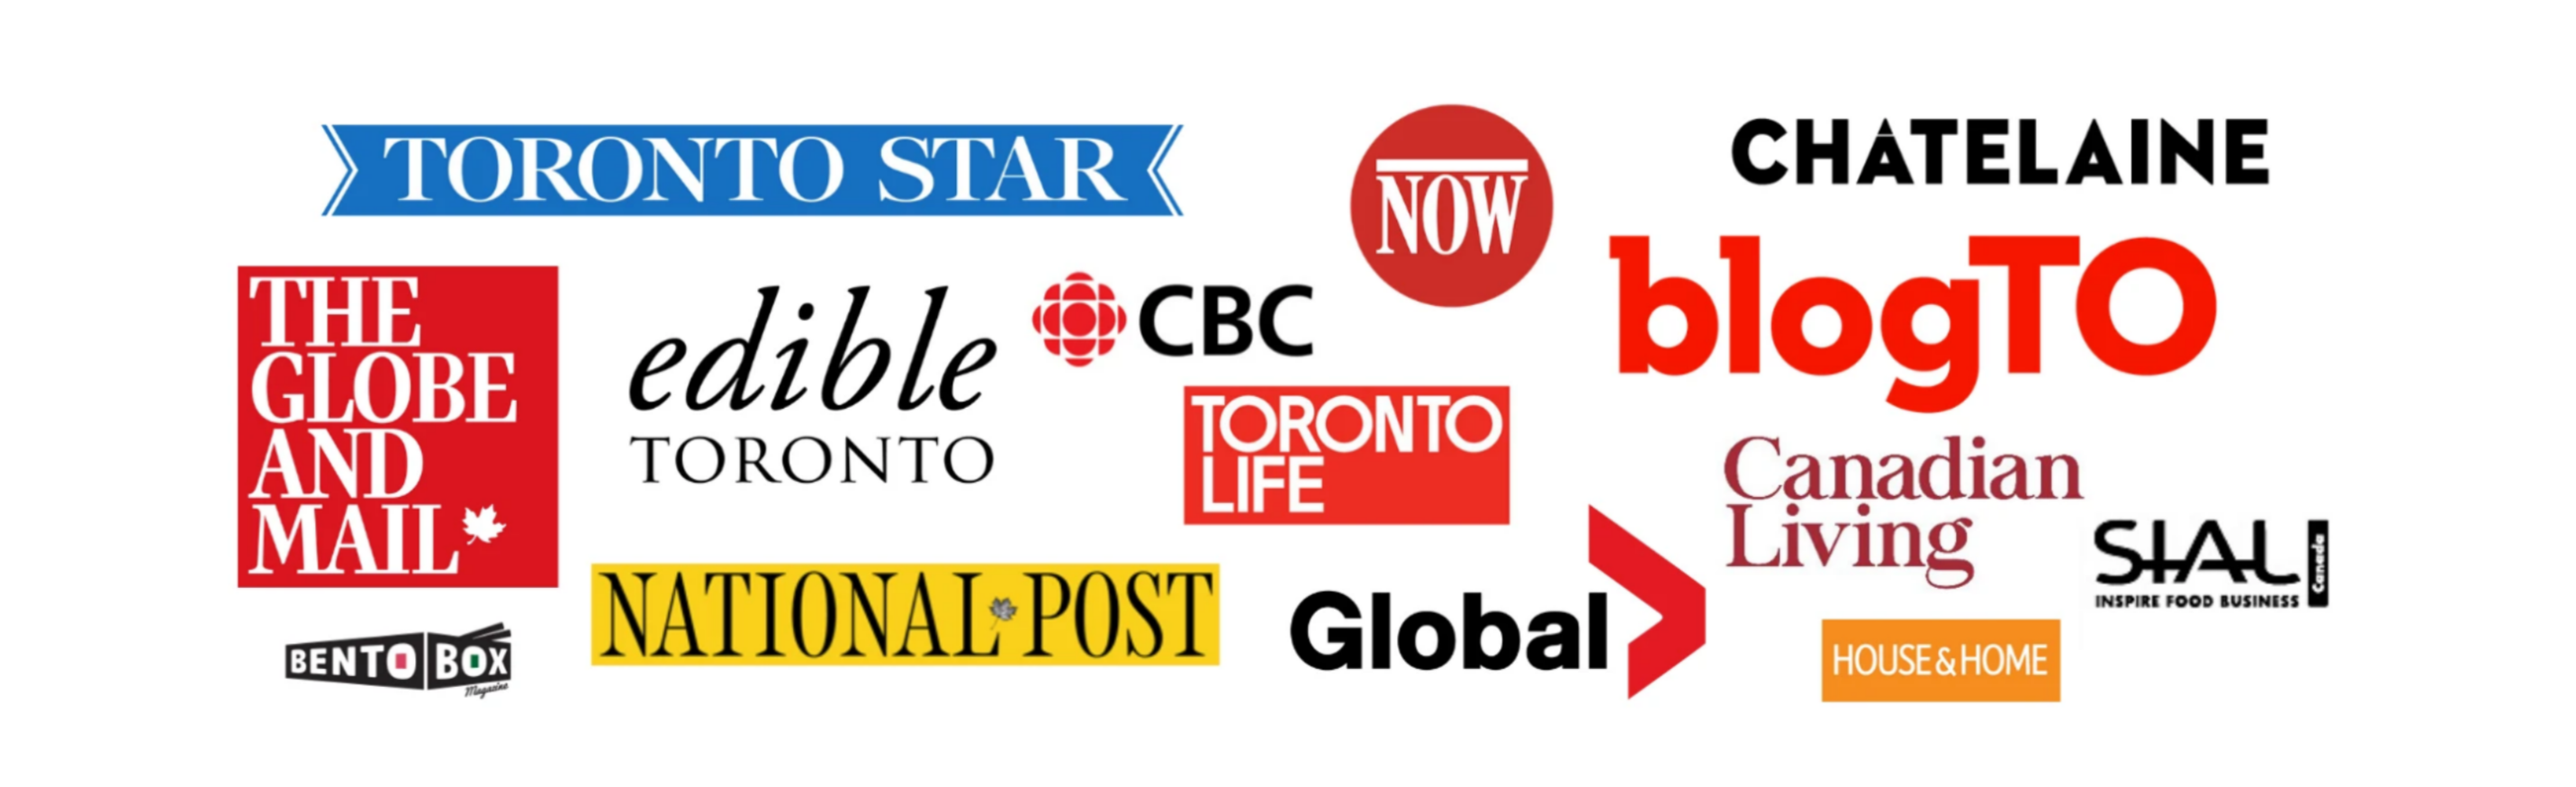 TORONTO STAR
NOW
CHATELAINE
THE
GLOBE
AND
MAIL
edible
TORONTO
CBC
blogTO
TORONTO
LIFE
Canadian
Living
SIAL
Canada
INSPIRE FOOD BUSINESS
NATIONAL POST
Global
BENTO BOX
Magazine
HOUSE & HOME